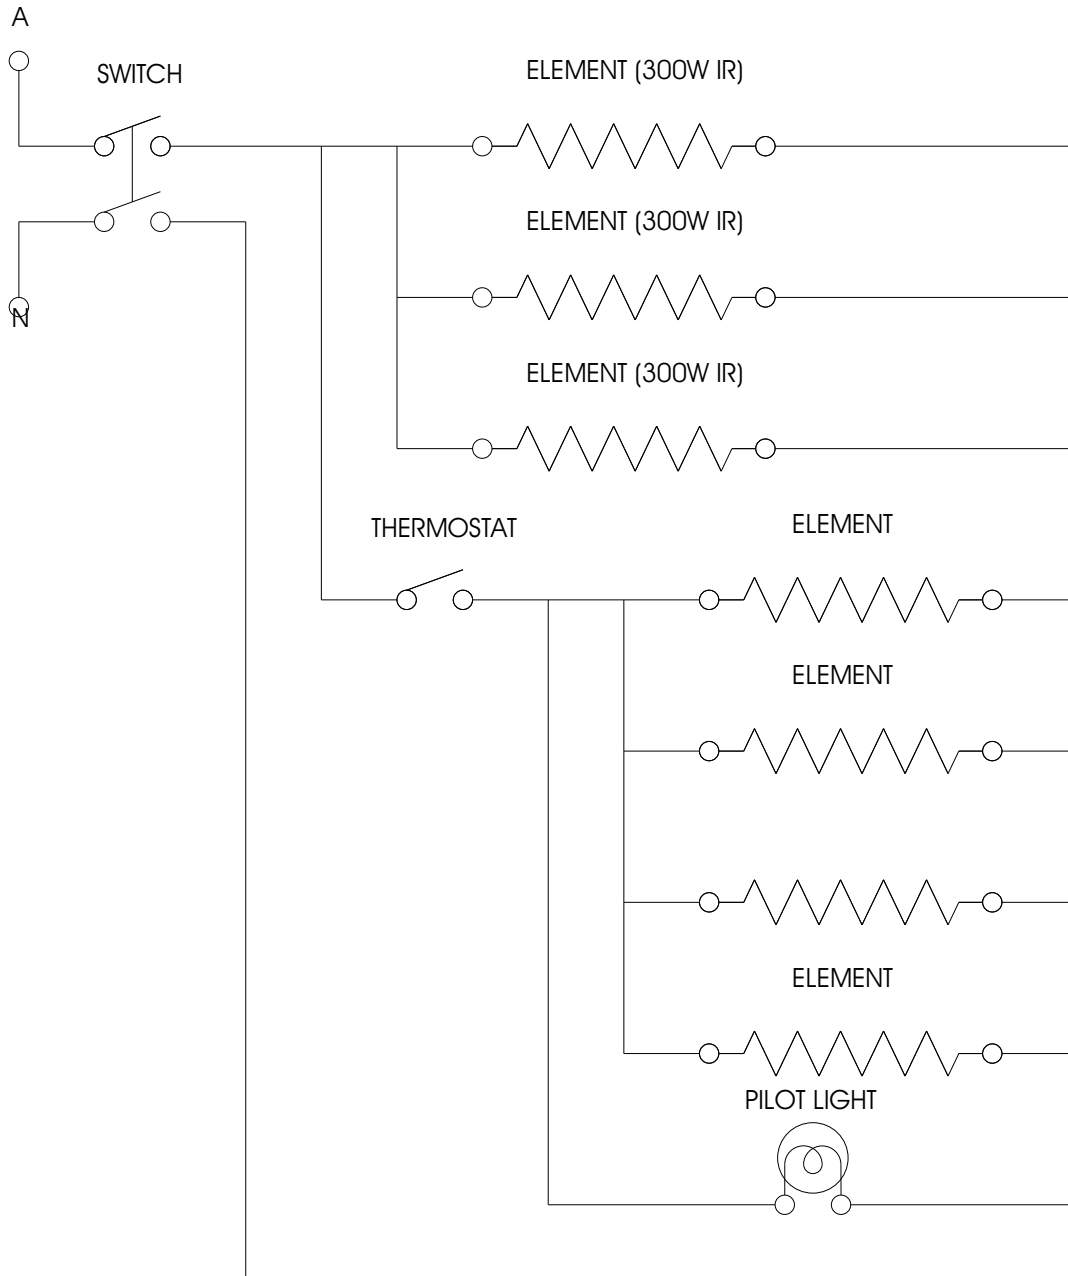 A
SWITCH
ELEMENT (300W IR)
ELEMENT (300W IR)
N
ELEMENT (300W IR)
THERMOSTAT
ELEMENT
ELEMENT
ELEMENT
PILOT LIGHT